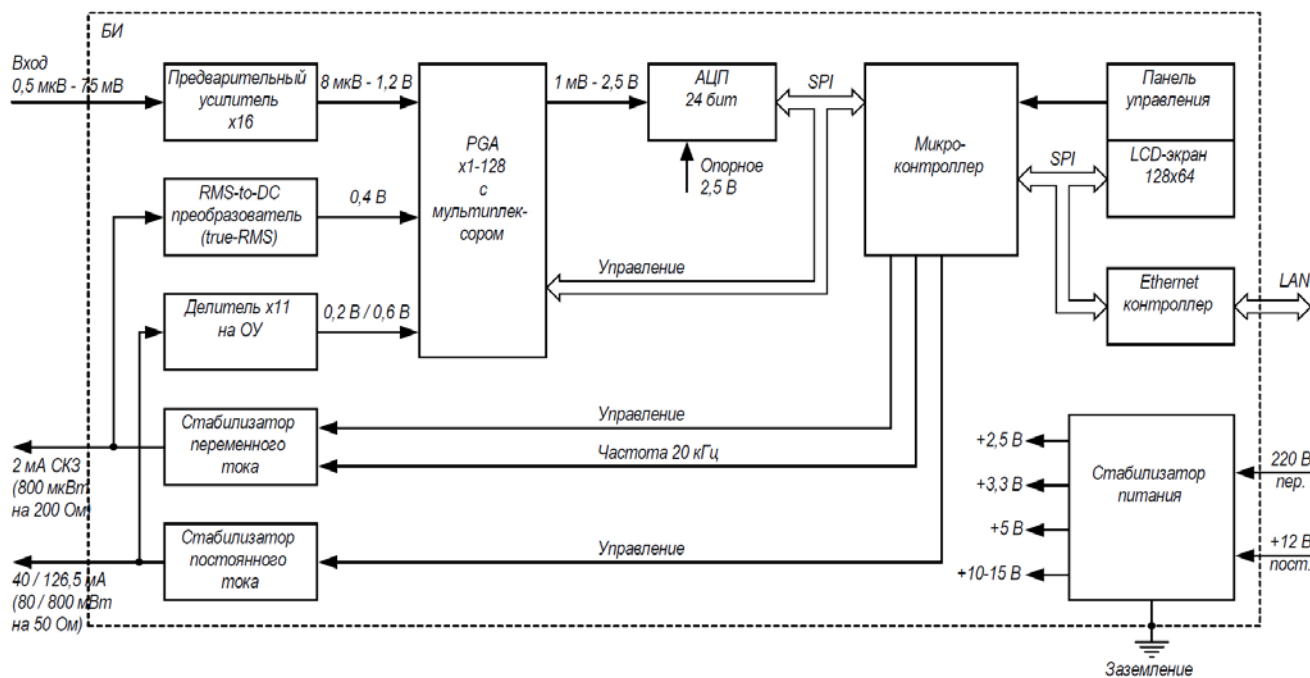 БИ
Вход
0,5 мкВ - 75 мВ
Предварительный
усилитель
x16
8 мкВ - 1,2 В
PGA
x1-128
с
мультиплек-
сором
1 мВ - 2,5 В
АЦП
24 бит
SPI
Опорное
2,5 В
Микро-
контроллер
Панель
управления
SPI
LCD-экран
128x64
RMS-to-DC
преобразователь
(true-RMS)
0,4 В
Управление
Делитель x11
на ОУ
0,2 В / 0,6 В
Ethernet
контроллер
LAN
Стабилизатор
переменного
тока
Управление
Частота 20 кГц
2 мА СКЗ
(800 мкВт
на 200 Ом)
Стабилизатор
постоянного
тока
Управление
40 / 126,5 мА
(80 / 800 мВт
на 50 Ом)
+2,5 В
+3,3 В
+5 В
+10-15 В
Стабилизатор
питания
220 В
пер.
+12 В
пост.
Заземление